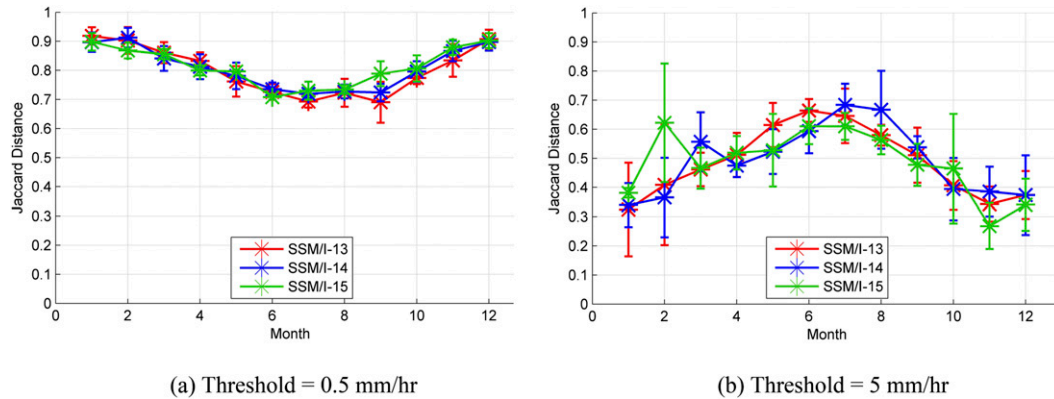 1
0.9
0.8
0.7
0.6
0.5
0.4
0.3
0.2
0.1
0
Jaccard Distance
SSM/I-13
SSM/I-14
SSM/I-15
0 2 4 6 8 10 12
Month
(a) Threshold = 0.5 mm/hr
1
0.9
0.8
0.7
0.6
0.5
0.4
0.3
0.2
0.1
0
Jaccard Distance
SSM/I-13
SSM/I-14
SSM/I-15
0 2 4 6 8 10 12
Month
(b) Threshold = 5 mm/hr